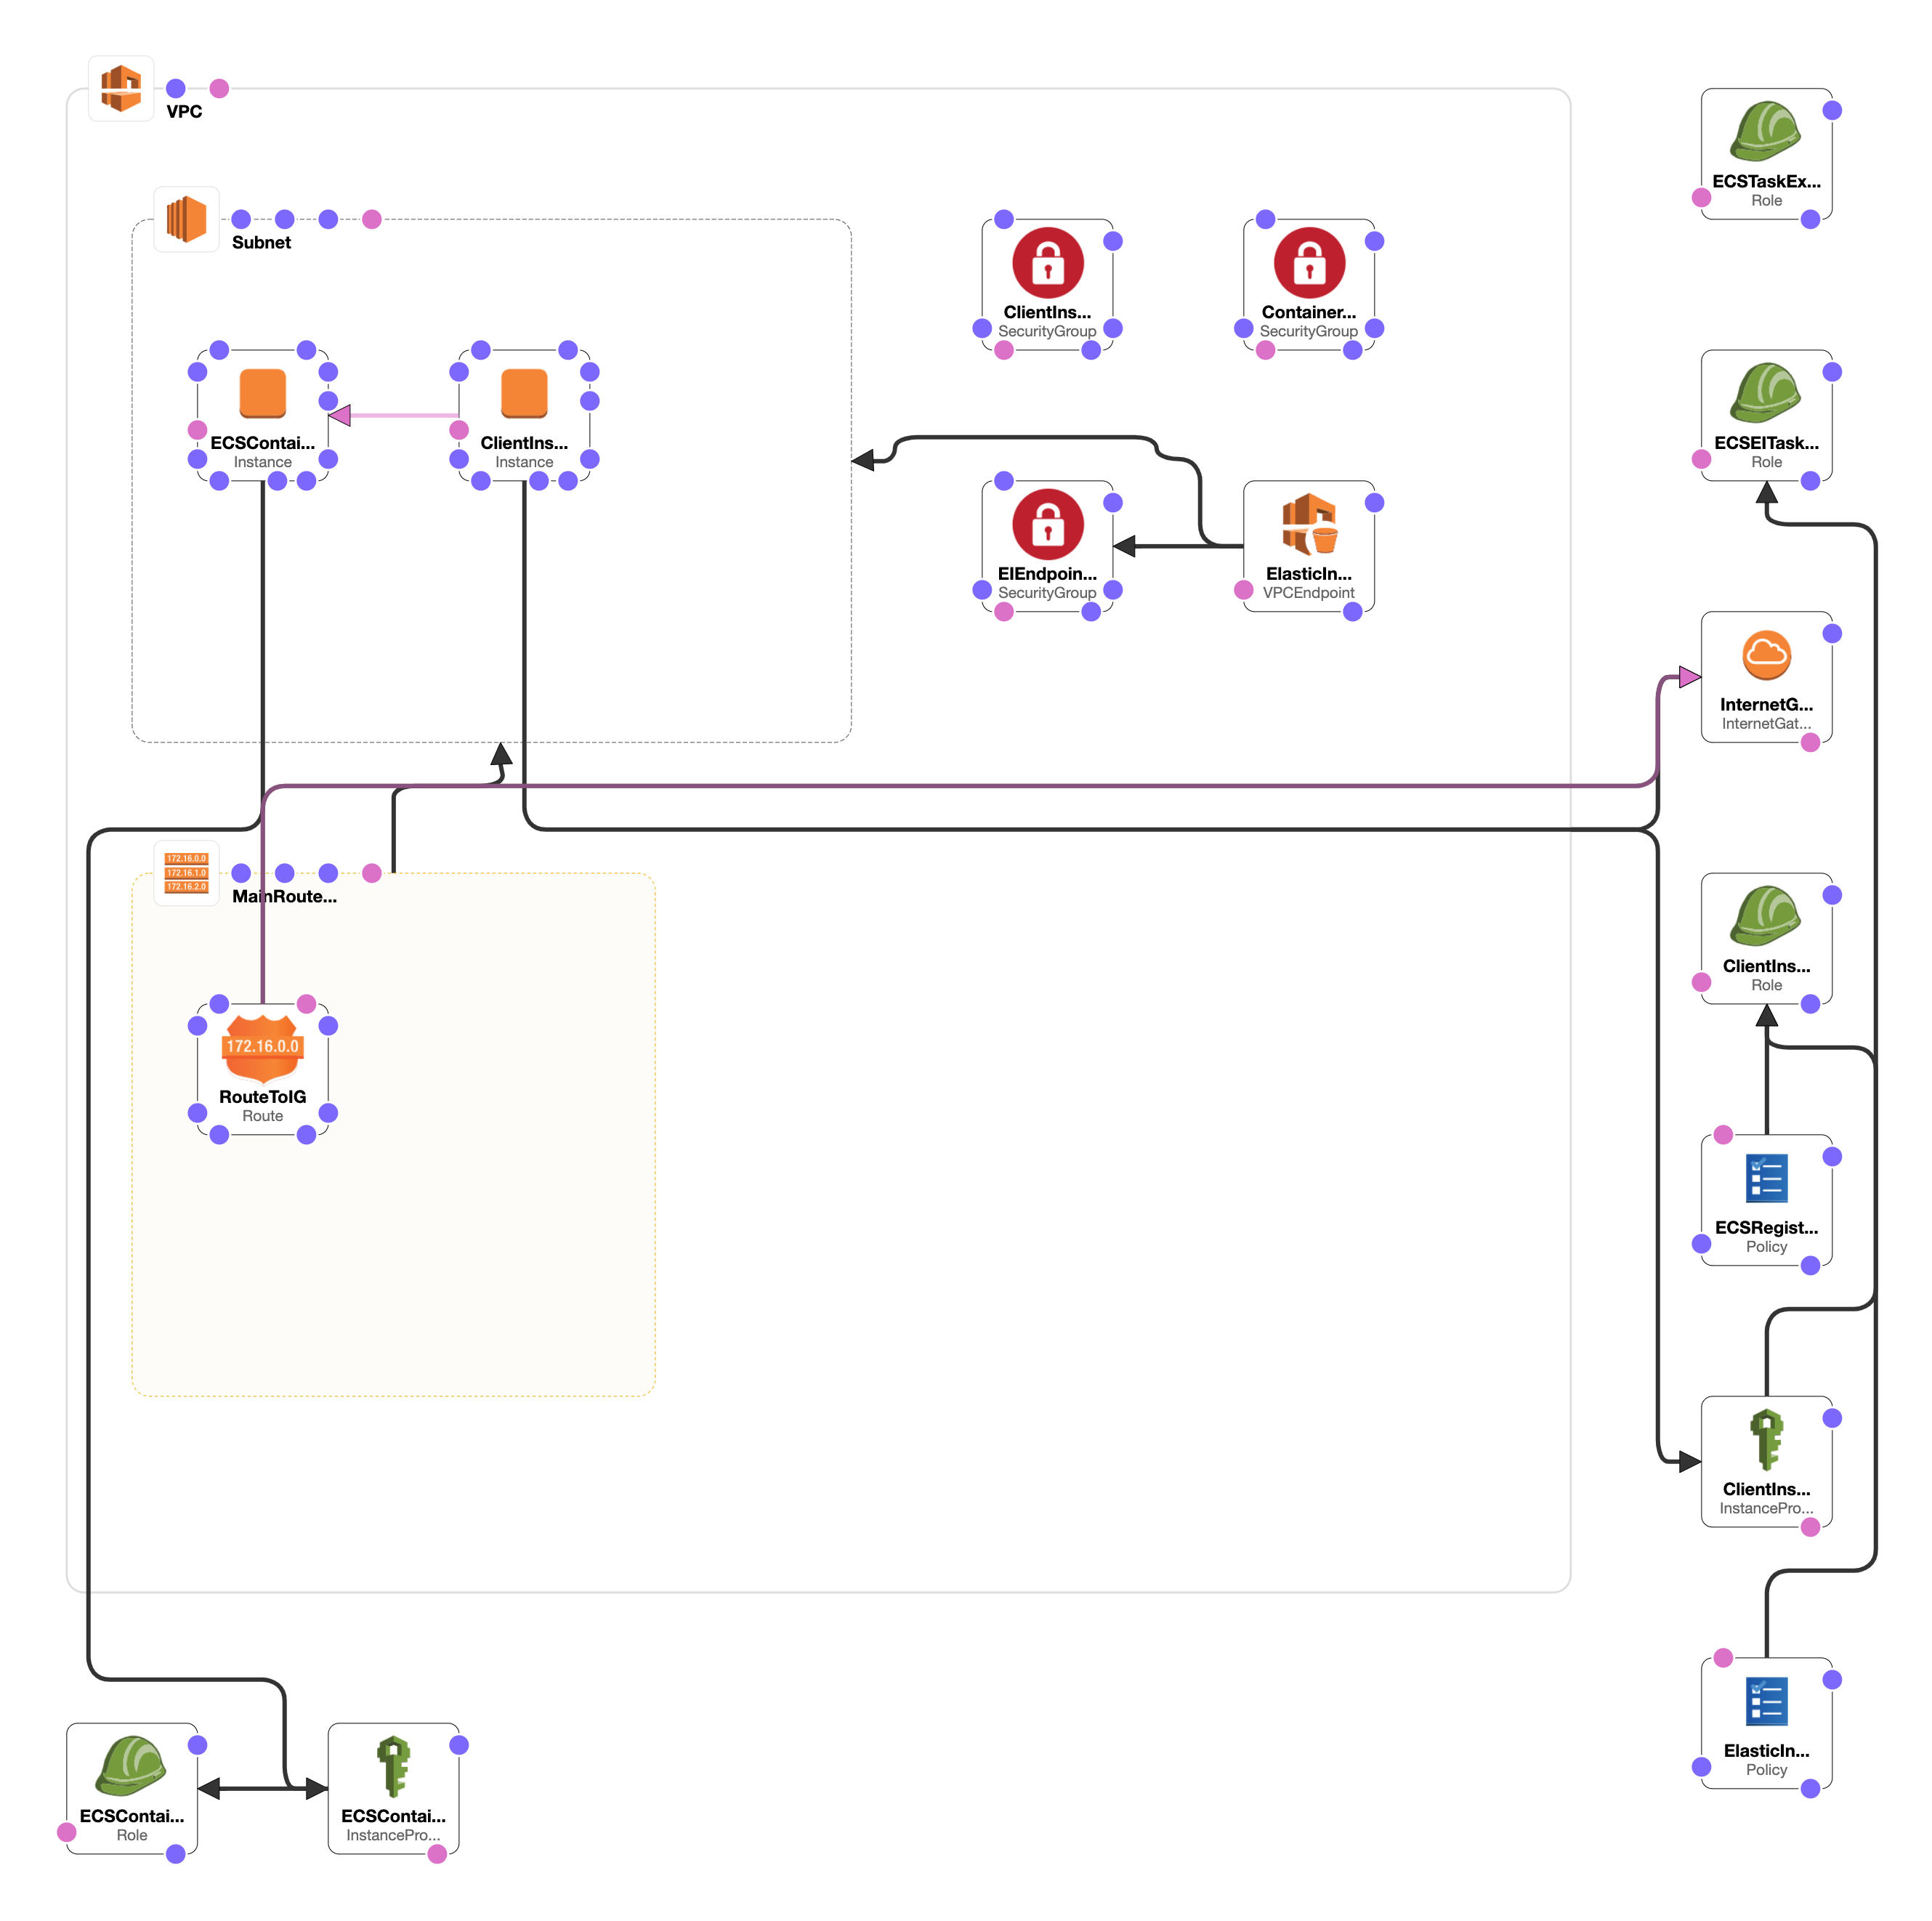 VPC
ECSTaskEx...
Role
Subnet
ClientIns...
SecurityGroup
Container...
SecurityGroup
ECSContai...
Instance
ClientIns...
Instance
ECSEITask...
Role
EIEndpoin...
SecurityGroup
ElasticIn...
VPCEndpoint
InternetG...
InternetGat...
172.16.0.0
172.16.1.0
172.16.2.0
MainRoute...
ClientIns...
Role
172.16.0.0
RouteToIG
Route
ECSRegist...
Policy
ClientIns...
InstancePro...
ElasticIn...
Policy
ECSContai...
Role
ECSContai...
InstancePro...